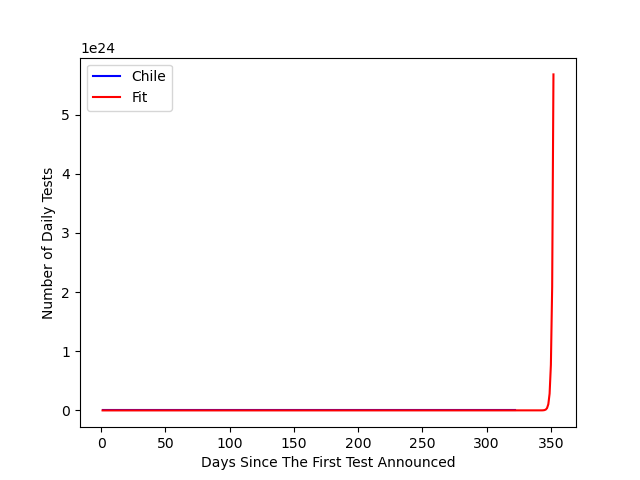 1e24
Chile
Fit
5
4
3
2
1
0
Number of Daily Tests
0 50 100 150 200 250 300 350
Days Since The First Test Announced